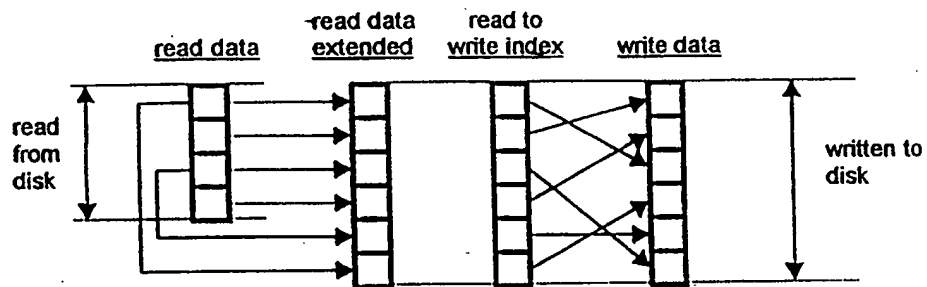 read data
read data
extended
read to
write index
write data
read
from
disk
written to
disk